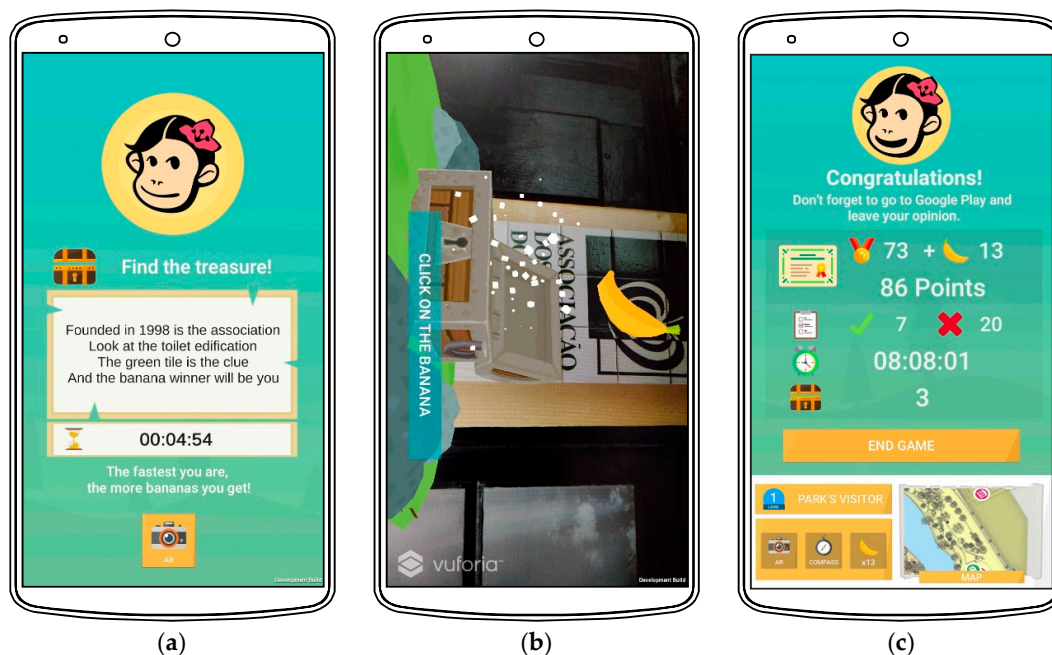 Find the treasure!
Founded in 1998 is the association
Look at the toilet edification
The green tile is the clue
And the banana winner will be you
00:04:54
The fastest you are,
the more bananas you get!
AR
Development Build
(a)
CLICK ON THE BANANA
ASSOCIAÇÃO
DOS
vuforia™
Development Build
(b)
Congratulations!
Don't forget to go to Google Play and
leave your opinion.
73 + 13
86 Points
7 20
08:08:01
3
END GAME
1
LEVEL
PARK'S VISITOR
AR
COMPASS
x13
MAP
(c)